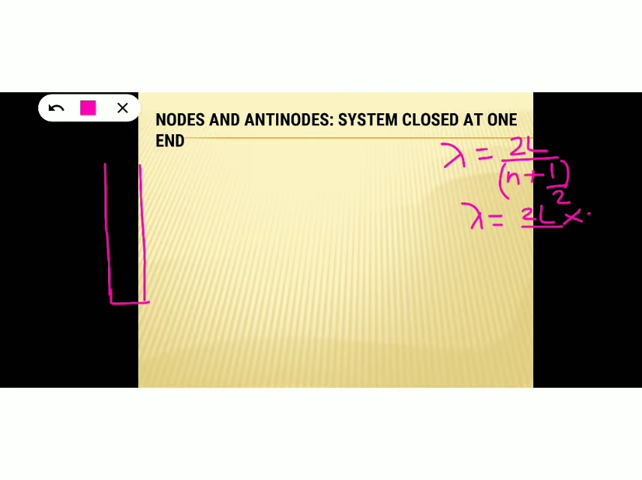 NODES AND ANTINODES: SYSTEM CLOSED AT ONE
END
λ = 2L / (n + 1/2)
λ = 2L ×